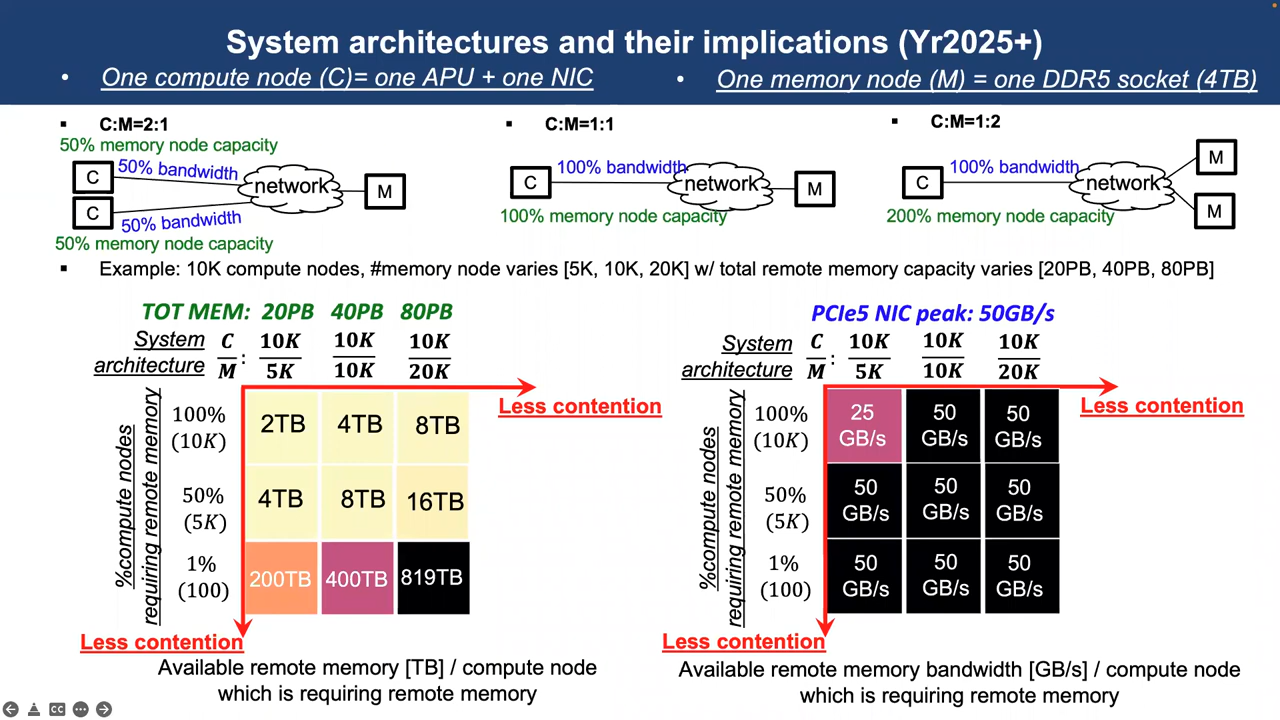 System architectures and their implications (Yr2025+)
• One compute node (C)= one APU + one NIC
• One memory node (M) = one DDR5 socket (4TB)
▪ C:M=2:1
50% memory node capacity
C
50% bandwidth
network
M
C
50% bandwidth
50% memory node capacity
▪ C:M=1:1
C
100% bandwidth
network
M
100% memory node capacity
▪ C:M=1:2
C
100% bandwidth
network
M
M
200% memory node capacity
▪ Example: 10K compute nodes, #memory node varies [5K, 10K, 20K] w/ total remote memory capacity varies [20PB, 40PB, 80PB]
TOT MEM: 20PB 40PB 80PB
System architecture C/M: 10K/5K 10K/10K 10K/20K
Less contention
%compute nodes
requiring remote memory
100% (10K) 2TB 4TB 8TB
50% (5K) 4TB 8TB 16TB
1% (100) 200TB 400TB 819TB
Less contention
Available remote memory [TB] / compute node
which is requiring remote memory
PCIe5 NIC peak: 50GB/s
System architecture C/M: 10K/5K 10K/10K 10K/20K
Less contention
%compute nodes
requiring remote memory
100% (10K) 25 GB/s 50 GB/s 50 GB/s
50% (5K) 50 GB/s 50 GB/s 50 GB/s
1% (100) 50 GB/s 50 GB/s 50 GB/s
Less contention
Available remote memory bandwidth [GB/s] / compute node
which is requiring remote memory
CC